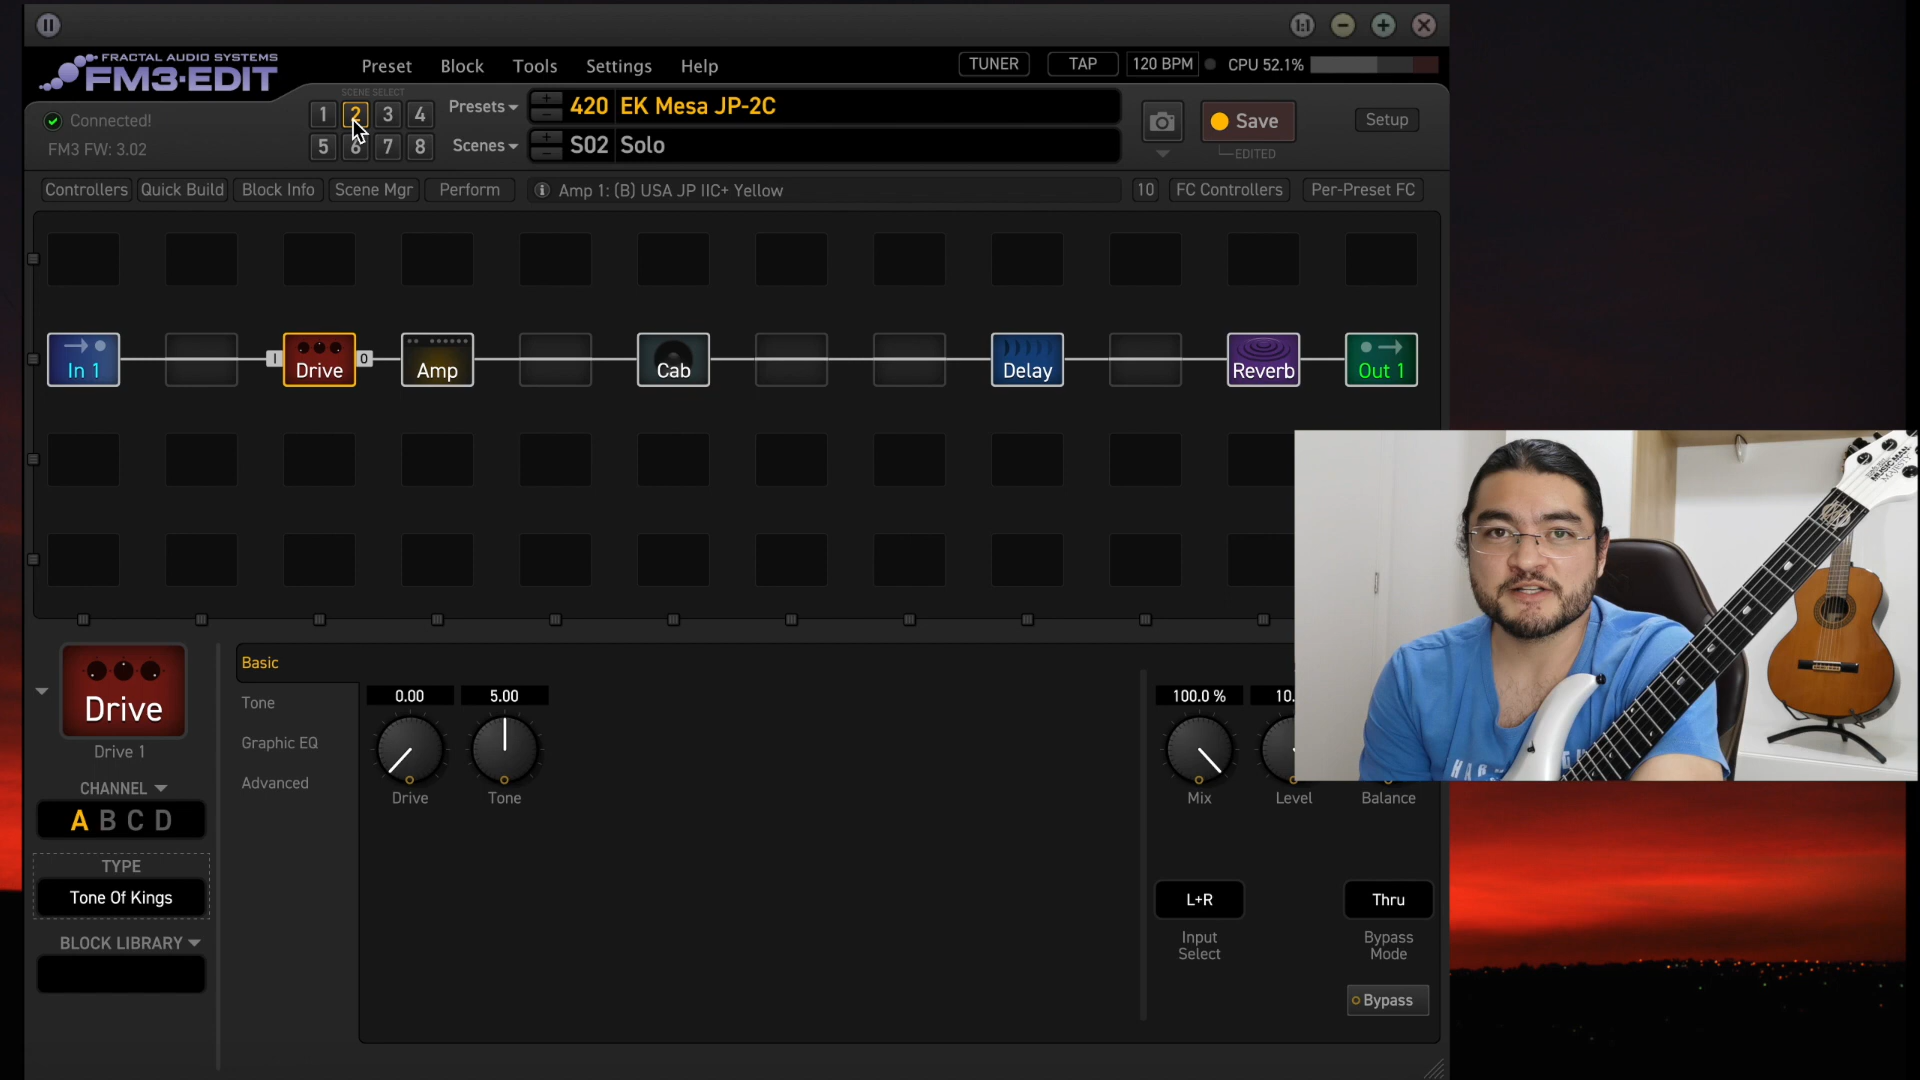 FRACTAL AUDIO SYSTEMS
FM3-EDIT
Preset
Block
Tools
Settings
Help
TUNER
TAP
120 BPM
CPU 52.1%
Connected!
FM3 FW: 3.02
SCENE SELECT
1 2 3 4
5 6 7 8
Presets
420 EK Mesa JP-2C
Scenes
S02 Solo
Save
EDITED
Setup
Controllers
Quick Build
Block Info
Scene Mgr
Perform
Amp 1: (B) USA JP IIC+ Yellow
10
FC Controllers
Per-Preset FC
In 1
I
Drive
O
Amp
Cab
Delay
Reverb
Out 1
MUSIC MAN
MAJESTY
Drive
Drive 1
CHANNEL
A B C D
TYPE
Tone Of Kings
BLOCK LIBRARY
Basic
Tone
Graphic EQ
Advanced
0.00
5.00
Drive
Tone
100.0 %
10.
Mix
Level
Balance
L+R
Input
Select
Thru
Bypass
Mode
Bypass